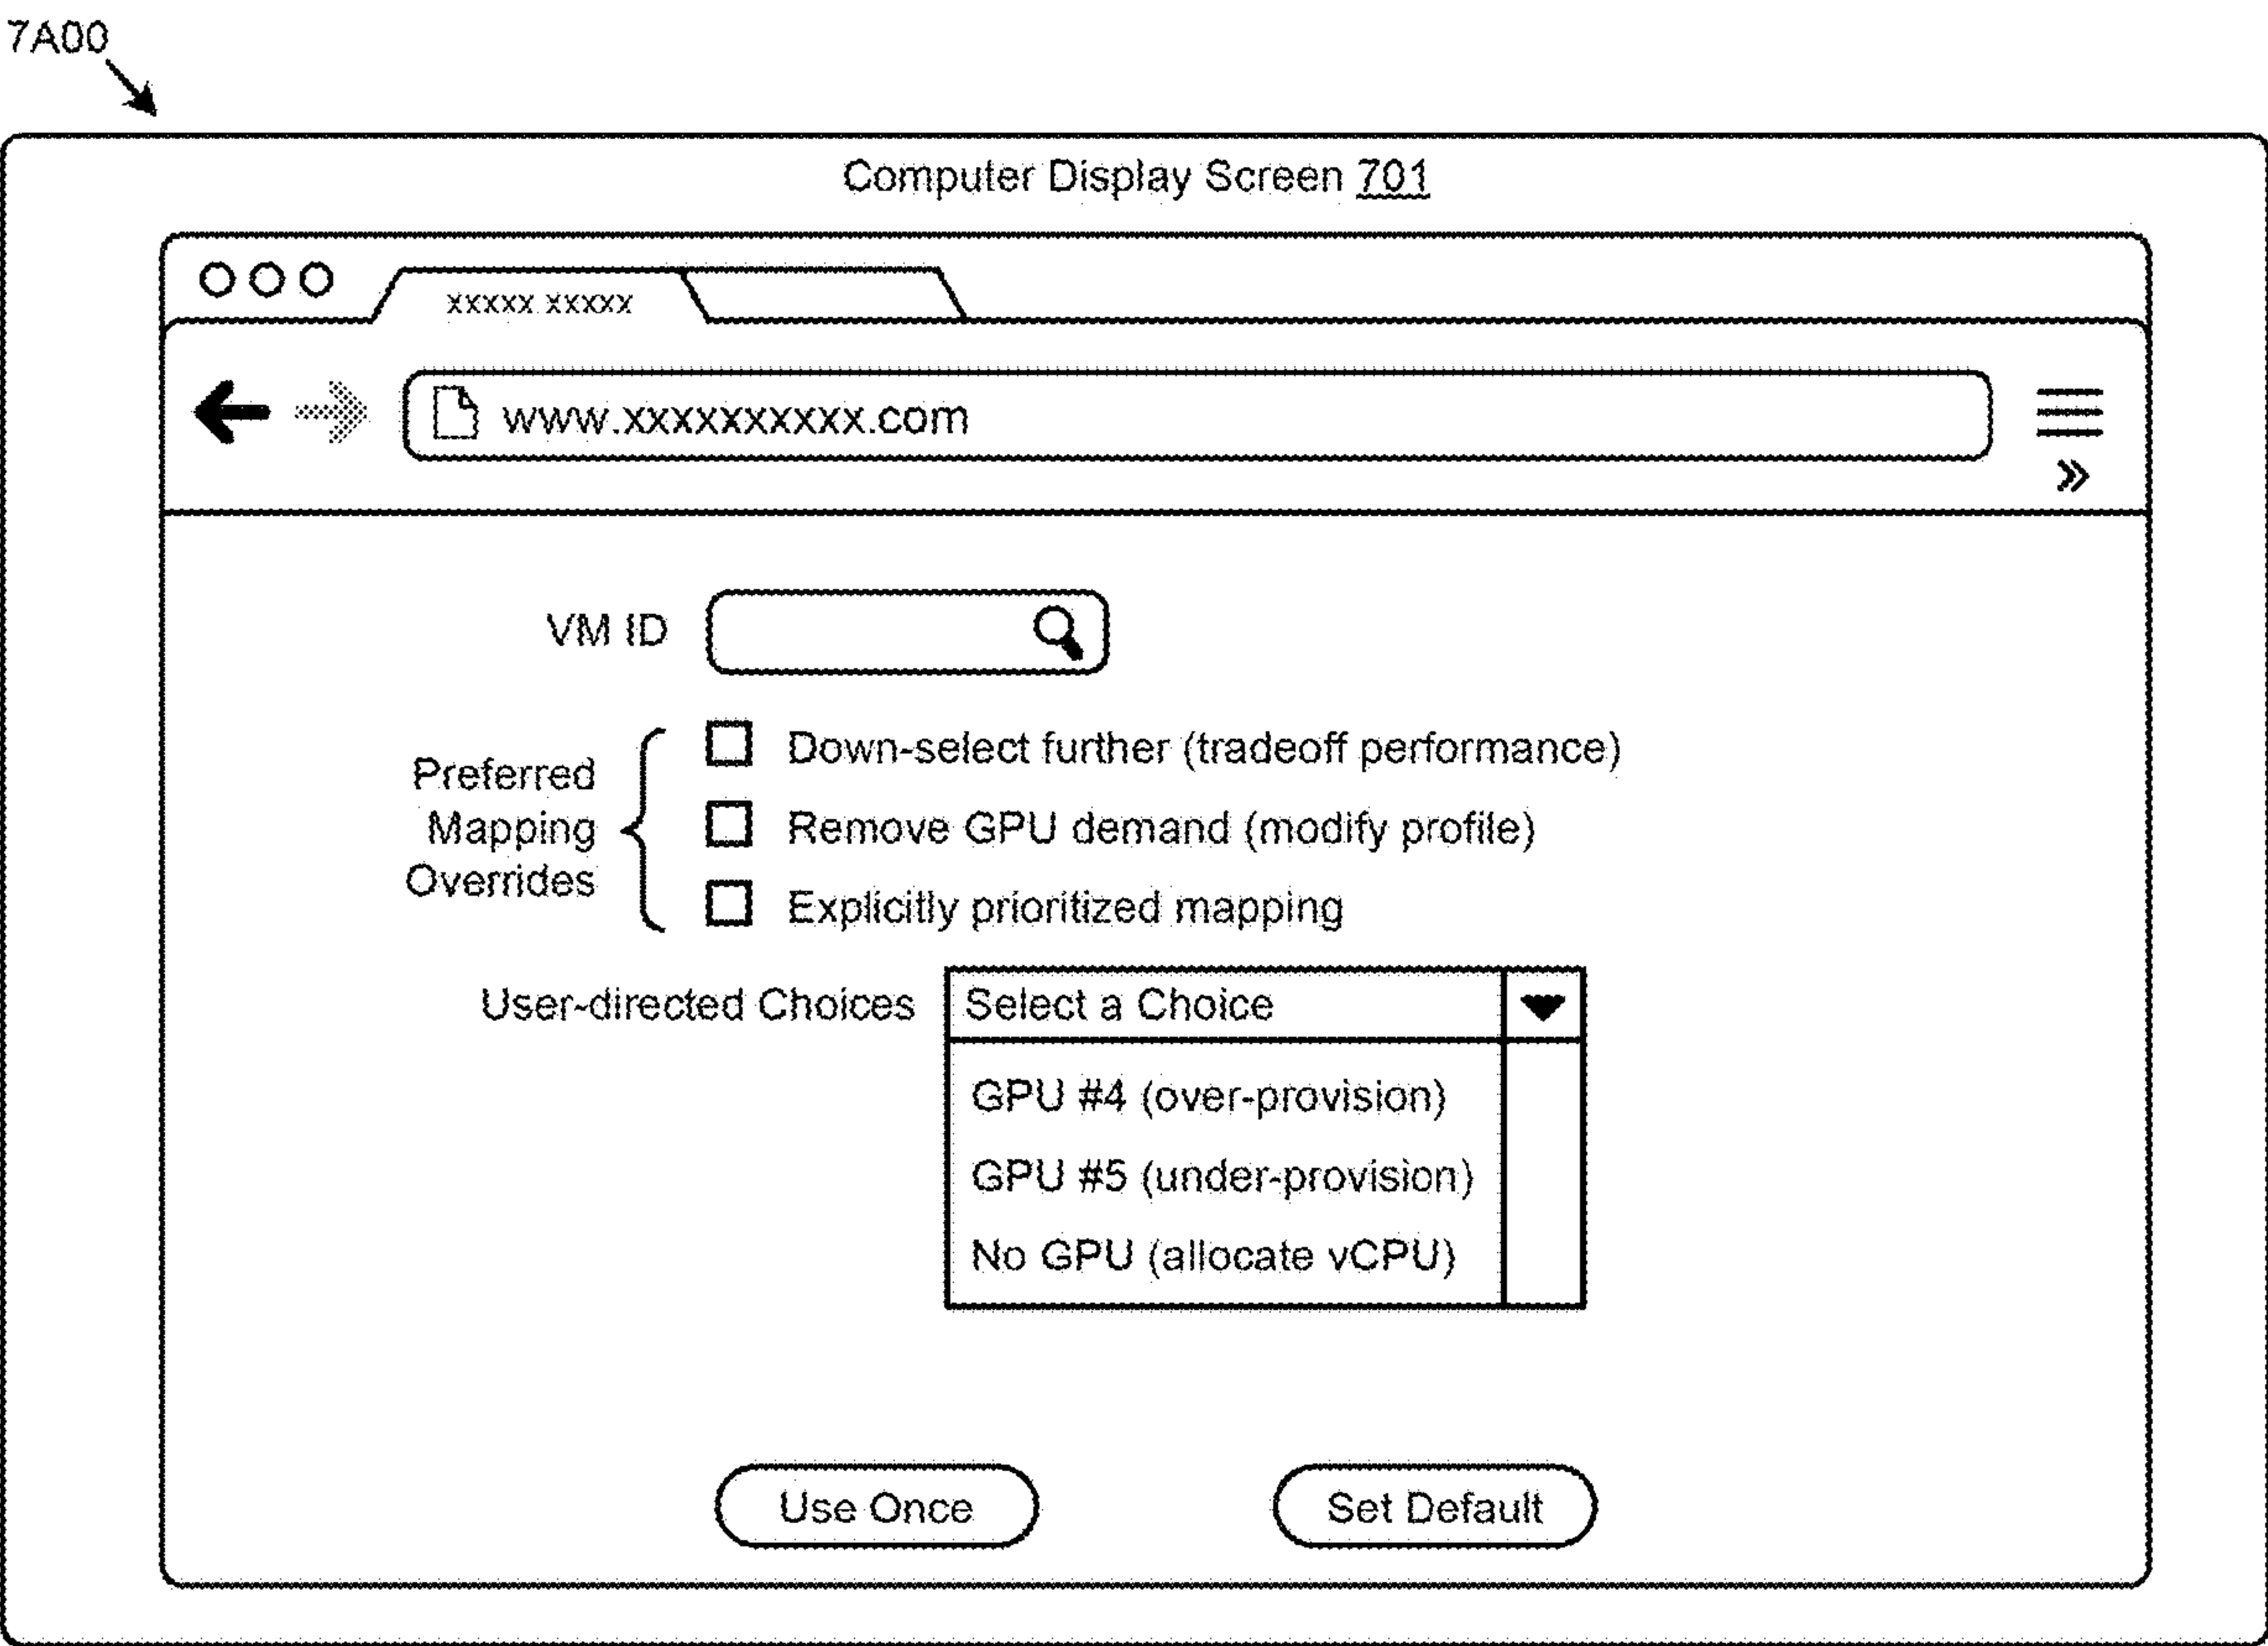 7A00
Computer Display Screen 701
xxxxx xxxxx
www.xxxxxxxxxx.com
VM ID
Preferred
Mapping
Overrides
Down-select further (tradeoff performance)
Remove GPU demand (modify profile)
Explicitly prioritized mapping
User-directed Choices
Select a Choice
GPU #4 (over-provision)
GPU #5 (under-provision)
No GPU (allocate vCPU)
Use Once
Set Default